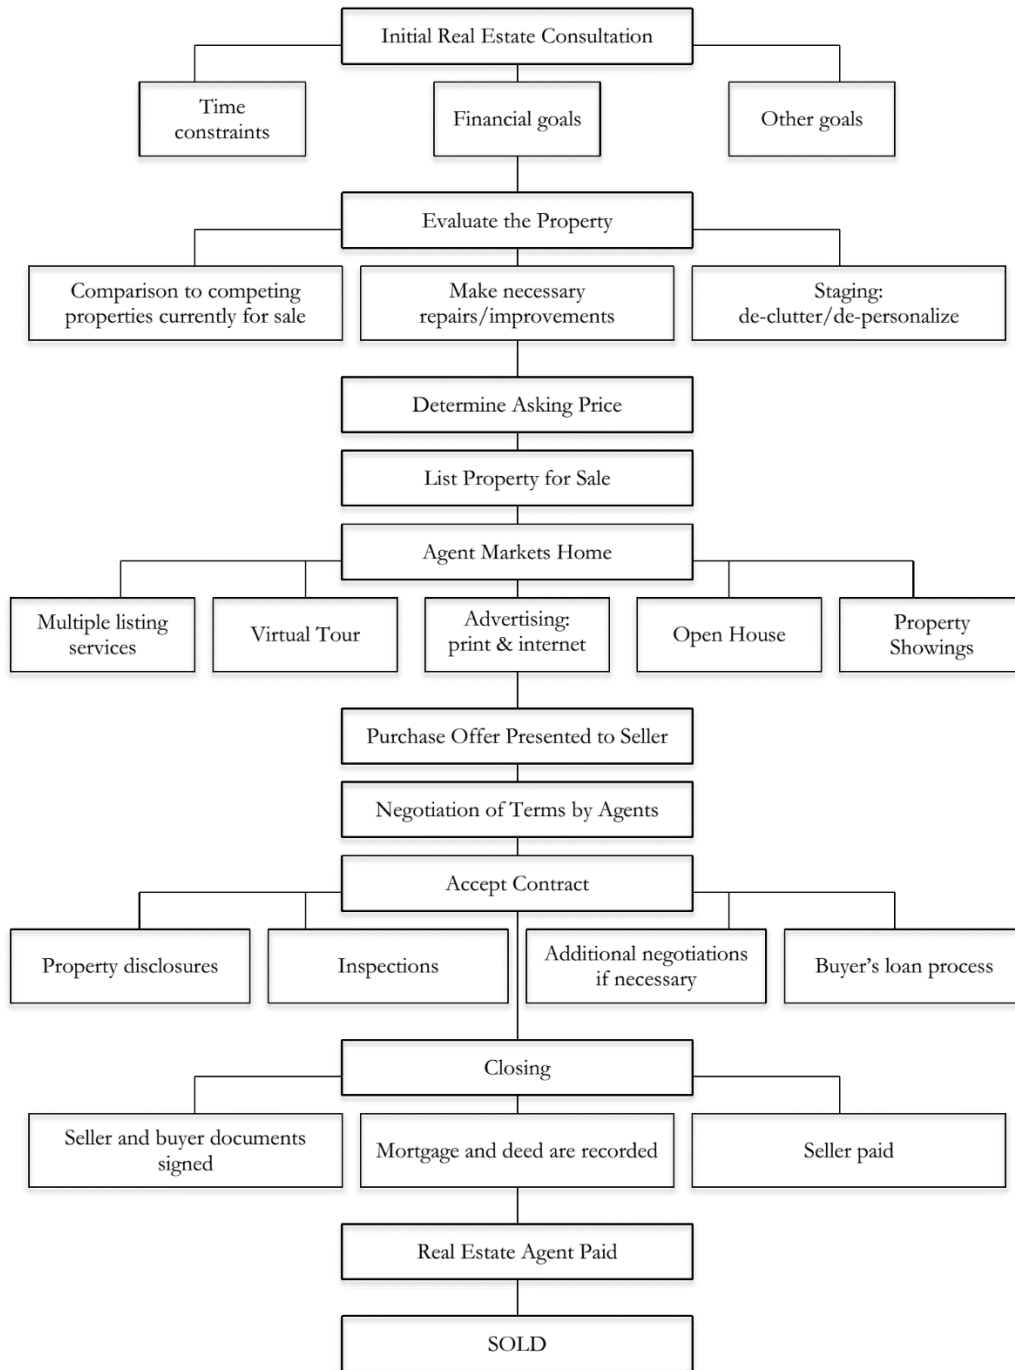 Initial Real Estate Consultation
Time
constraints
Financial goals
Other goals
Evaluate the Property
Comparison to competing
properties currently for sale
Make necessary
repairs/improvements
Staging:
de-clutter/de-personalize
Determine Asking Price
List Property for Sale
Agent Markets Home
Multiple listing
services
Virtual Tour
Advertising:
print & internet
Open House
Property
Showings
Purchase Offer Presented to Seller
Negotiation of Terms by Agents
Accept Contract
Property disclosures
Inspections
Additional negotiations
if necessary
Buyer’s loan process
Closing
Seller and buyer documents
signed
Mortgage and deed are recorded
Seller paid
Real Estate Agent Paid
SOLD